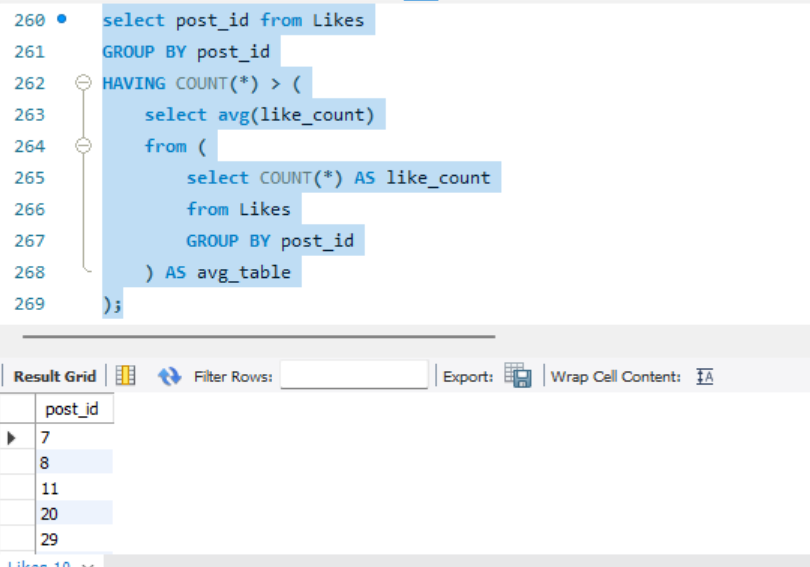 260 select post_id from Likes
261 GROUP BY post_id
262 HAVING COUNT(*) > (
263 select avg(like_count)
264 from (
265 select COUNT(*) AS like_count
266 from Likes
267 GROUP BY post_id
268 ) AS avg_table
269 );
Result Grid Filter Rows: Export: Wrap Cell Content: IA
post_id
7
8
11
20
29